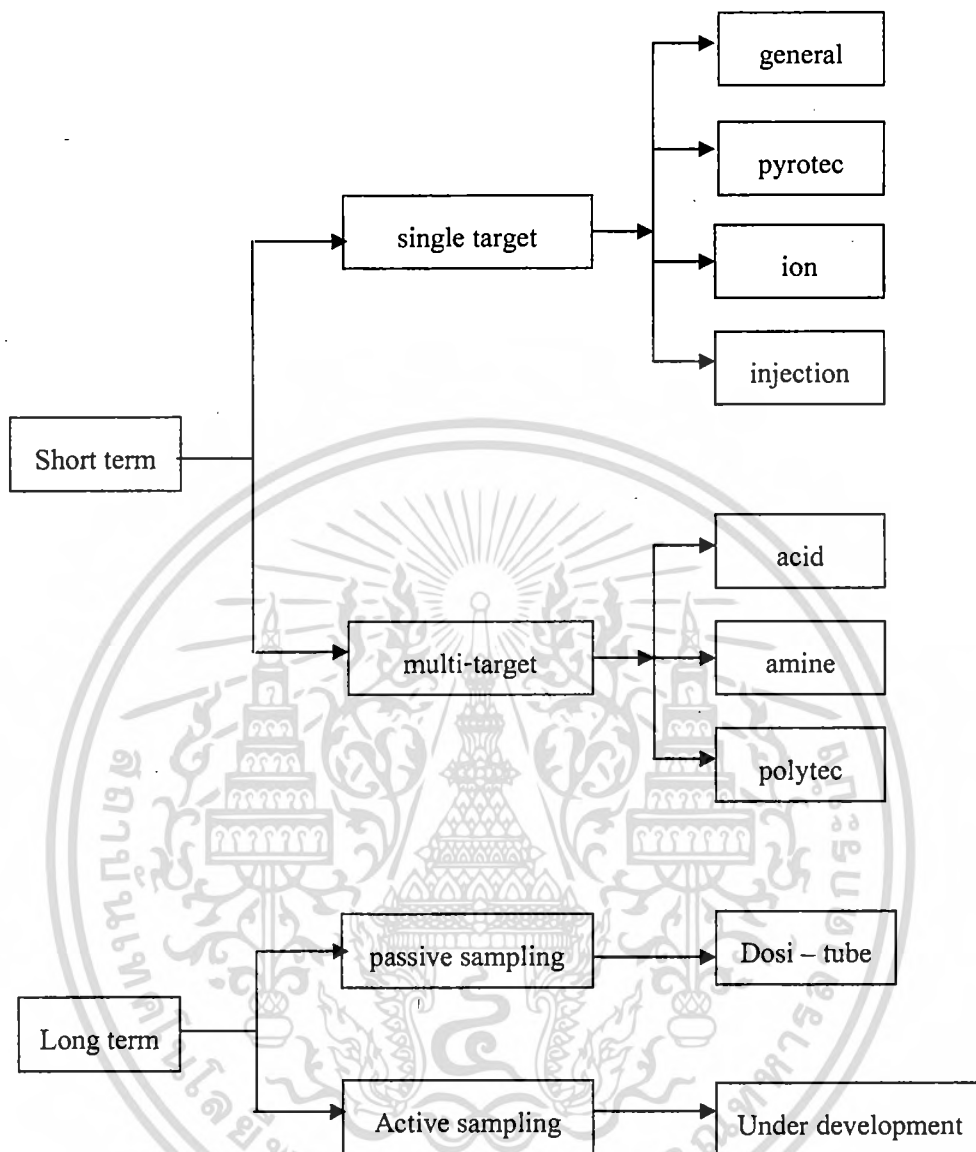 general
pyrotec
single target
ion
injection
Short term
acid
multi-target
amine
polytec
passive sampling
Dosi – tube
Long term
Active sampling
Under development